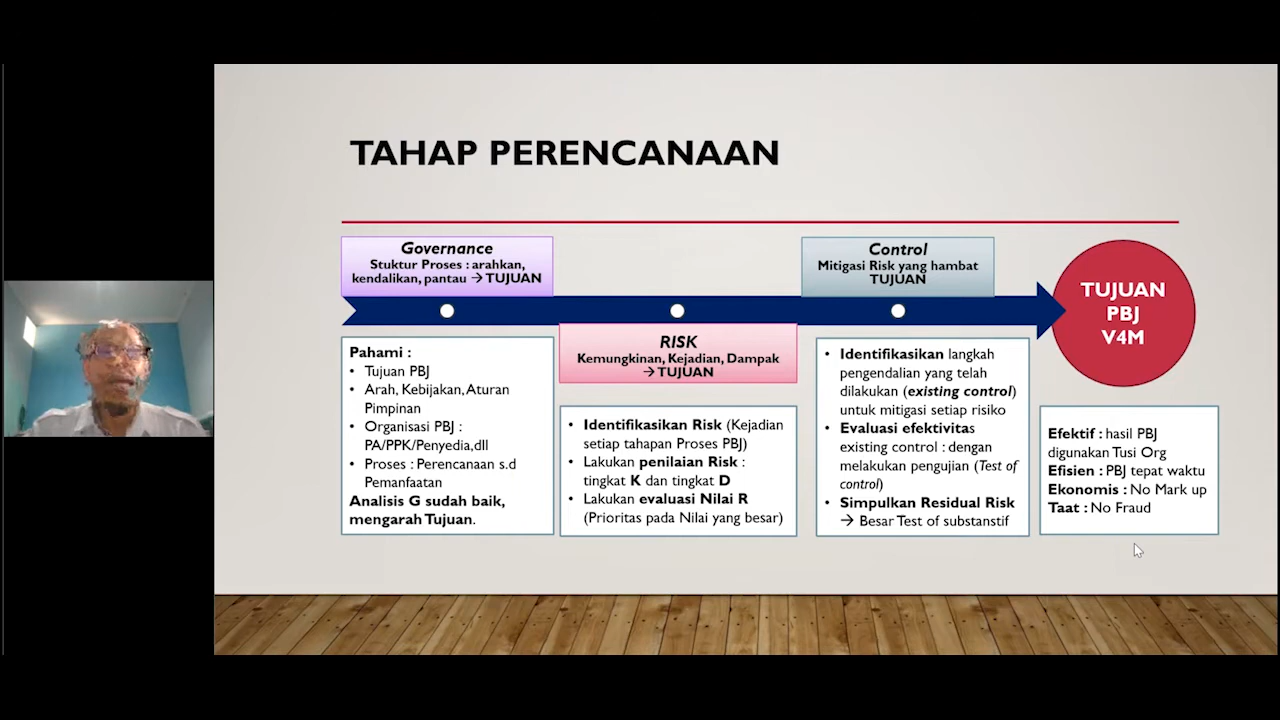 TAHAP PERENCANAAN
Governance
Stuktur Proses : arahkan,
kendalikan, pantau → TUJUAN
Pahami :
• Tujuan PBJ
• Arah, Kebijakan, Aturan
Pimpinan
• Organisasi PBJ :
PA/PPK/Penyedia,dll
• Proses : Perencanaan s.d
Pemanfaatan
Analisis G sudah baik,
mengarah Tujuan.
RISK
Kemungkinan, Kejadian, Dampak
→ TUJUAN
• Identifikasikan Risk (Kejadian
setiap tahapan Proses PBJ)
• Lakukan penilaian Risk :
tingkat K dan tingkat D
• Lakukan evaluasi Nilai R
(Prioritas pada Nilai yang besar)
Control
Mitigasi Risk yang hambat
TUJUAN
• Identifikasikan langkah
pengendalian yang telah
dilakukan (existing control)
untuk mitigasi setiap risiko
• Evaluasi efektivitas
existing control : dengan
melakukan pengujian (Test of
control)
• Simpulkan Residual Risk
→ Besar Test of substanstif
TUJUAN
PBJ
V4M
Efektif : hasil PBJ
digunakan Tusi Org
Efisien : PBJ tepat waktu
Ekonomis : No Mark up
Taat : No Fraud